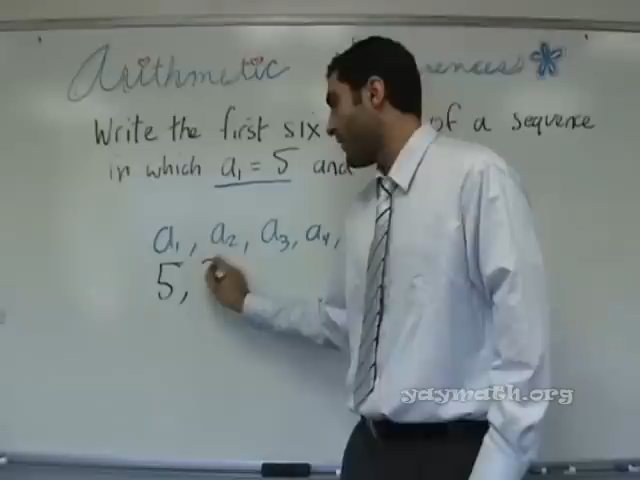 Arithmetic
Write the first six of a sequence
in which a₁ = 5 and
a₁, a₂, a₃, a₄,
5,
yaymath.org